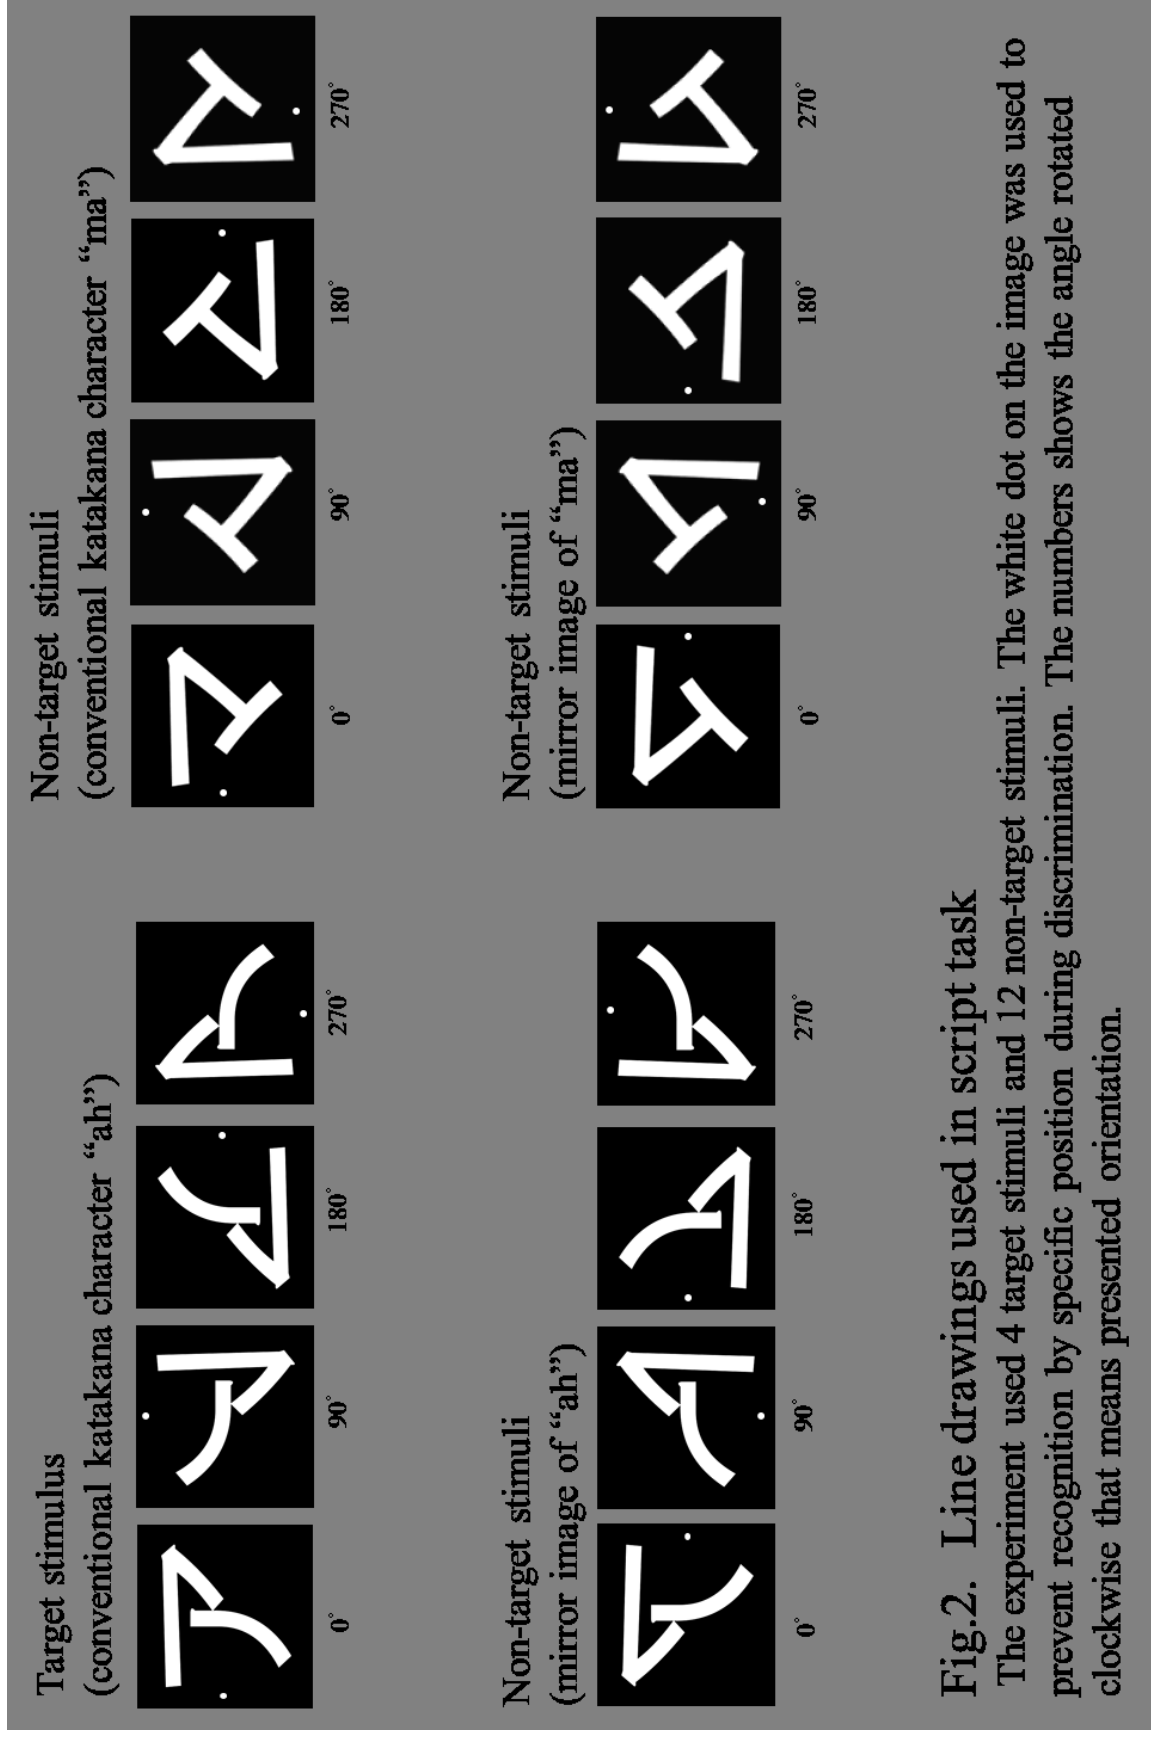 Target stimulus
(conventional katakana character “ah”)
0°
90°
180°
270°
Non-target stimuli
(conventional katakana character “ma”)
0°
90°
180°
270°
Non-target stimuli
(mirror image of “ah”)
0°
90°
180°
270°
Non-target stimuli
(mirror image of “ma”)
0°
90°
180°
270°
Fig.2. Line drawings used in script task
The experiment used 4 target stimuli and 12 non-target stimuli. The white dot on the image was used to
prevent recognition by specific position during discrimination. The numbers shows the angle rotated
clockwise that means presented orientation.